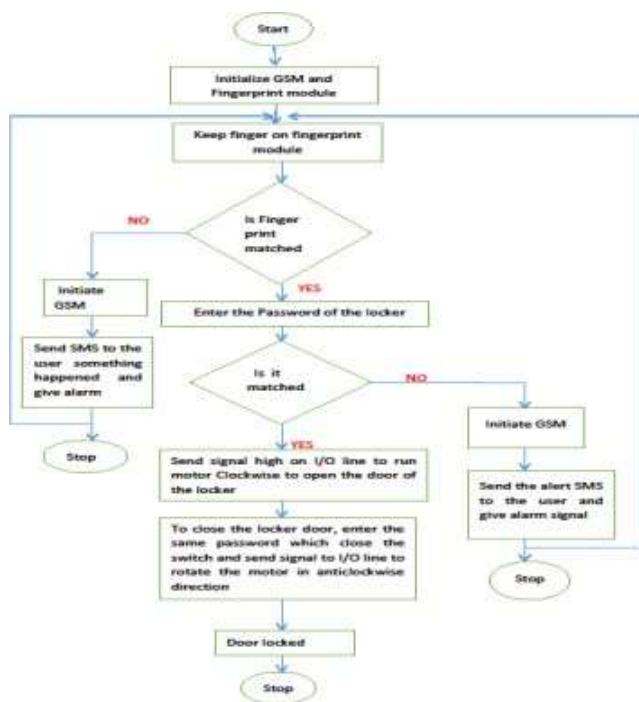 Start
Initialize GSM and
Fingerprint module
Keep finger on fingerprint
module
Is Finger
print
matched
NO
YES
Initiate
GSM
Send SMS to the
user something
happened and
give alarm
Stop
Enter the Password of the locker
Is it
matched
NO
YES
Initiate GSM
Send the alert SMS
to the user and
give alarm signal
Stop
Send signal high on I/O line to run
motor Clockwise to open the door of
the locker
To close the locker door, enter the
same password which close the
switch and send signal to I/O line to
rotate the motor in anticlockwise
direction
Door locked
Stop